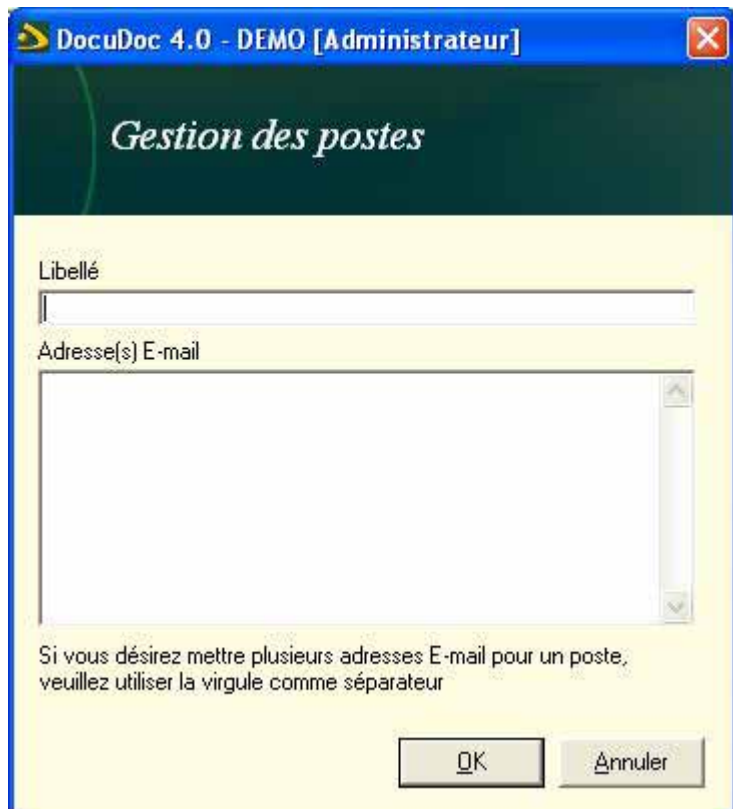 DocuDoc 4.0 - DEMO [Administrateur]
Gestion des postes
Libellé
Adresse(s) E-mail
Si vous désirez mettre plusieurs adresses E-mail pour un poste,
veuillez utiliser la virgule comme séparateur
OK Annuler